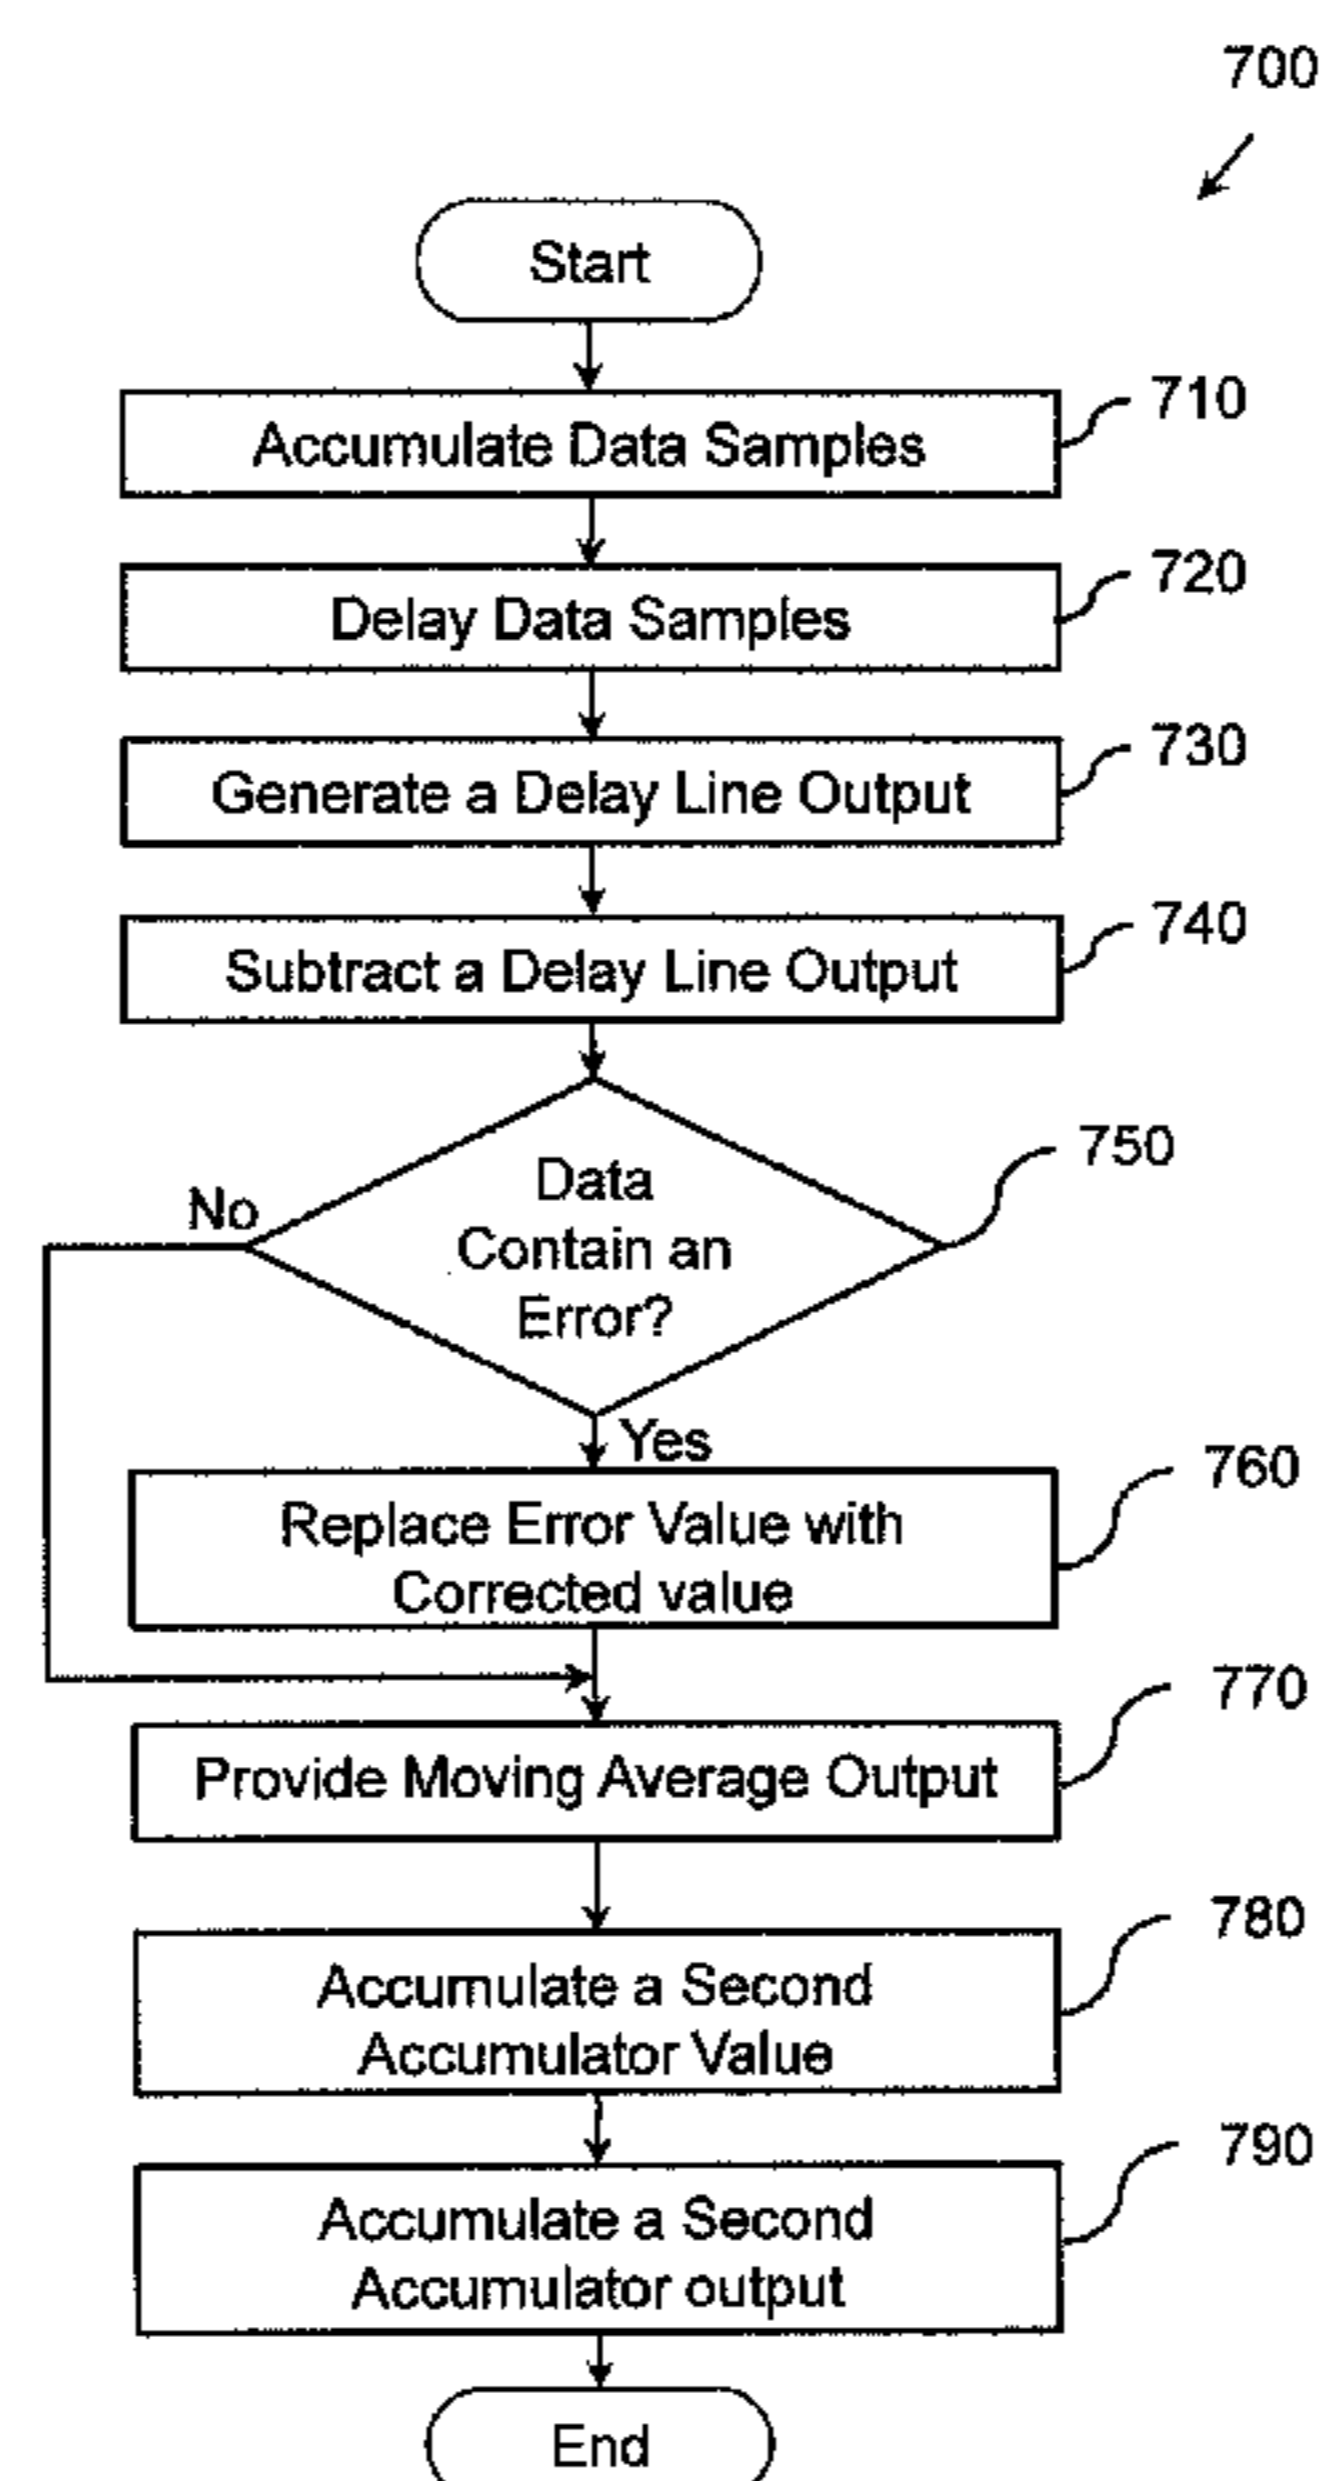 700
Start
Accumulate Data Samples
710
Delay Data Samples
720
Generate a Delay Line Output
730
Subtract a Delay Line Output
740
Data
Contain an
Error?
750
No
Yes
Replace Error Value with
Corrected value
760
Provide Moving Average Output
770
Accumulate a Second
Accumulator Value
780
Accumulate a Second
Accumulator output
790
End